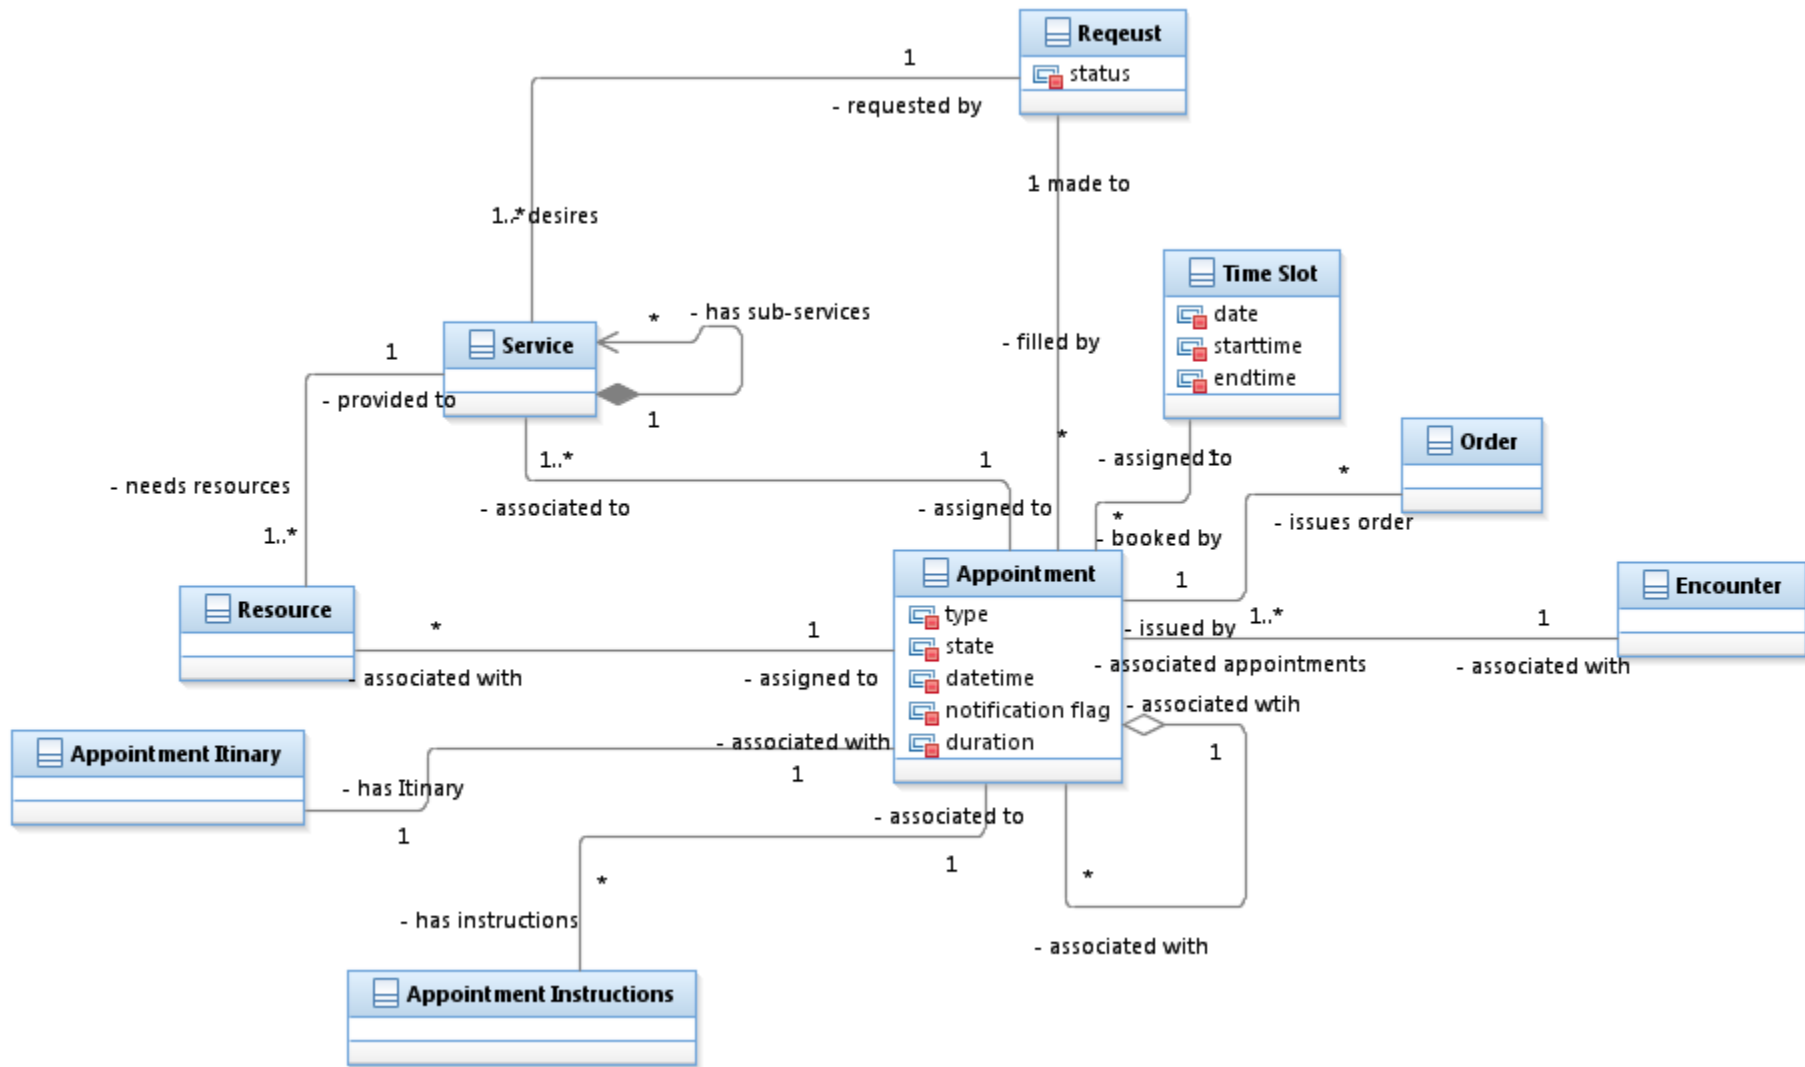 Reqeust
status
1
- requested by
1 made to
1..* - desires
Time Slot
date
starttime
endtime
* - has sub-services
Service
1
- filled by
1
- provided to
1
*
Order
- assigned to 1
1..*
1
*
- needs resources
- associated to
- assigned to
*
- issues order
1..*
- booked by
Appointment
type
state
datetime
notification flag
duration
1
Encounter
Resource
*
1
- issued by 1..*
1
- associated with
- assigned to
- associated appointments
- associated with
- associated wtih
Appointment Itinary
- associated with
1
1
- has Itinary
1
- associated to
1
*
*
- has instructions
- associated with
Appointment Instructions